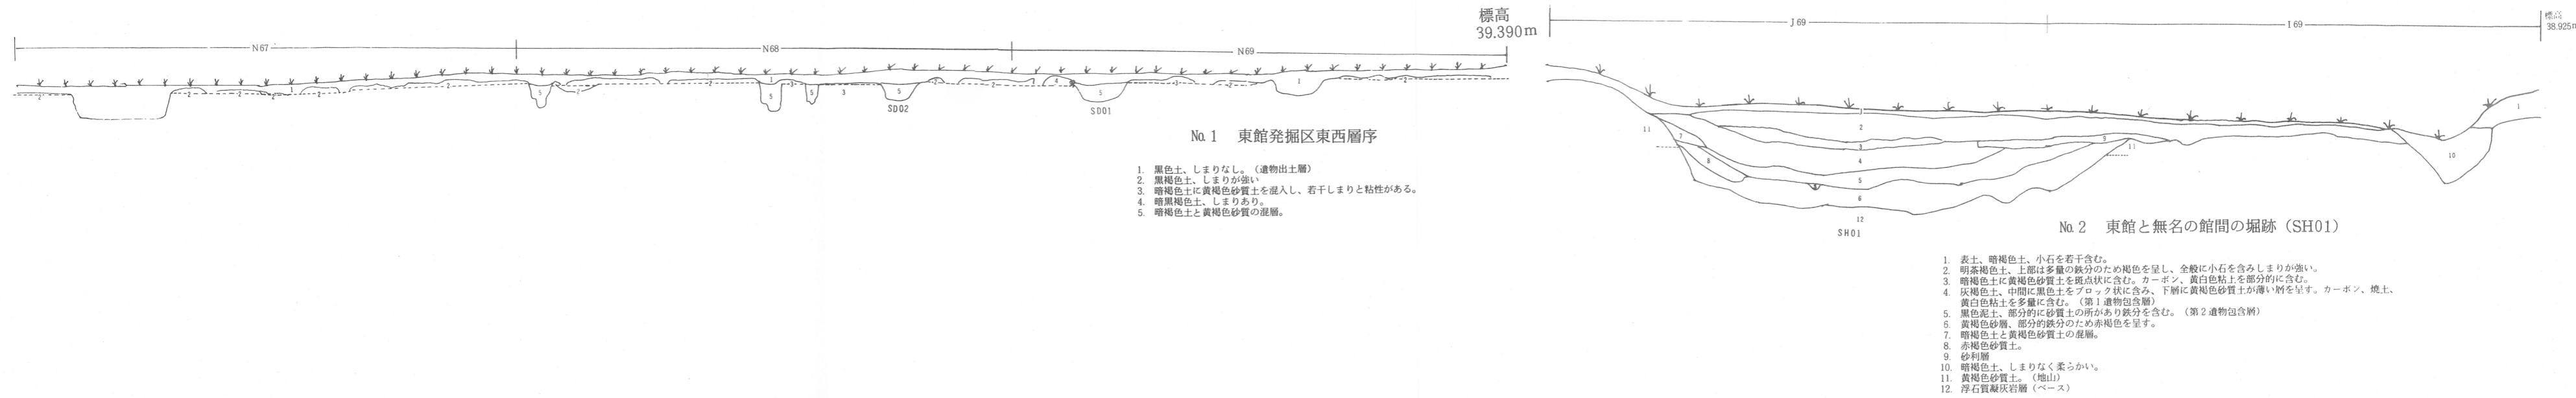 標高
39.390m
N67
N68
N69
SD02
SD01
No.1 東館発掘区東西層序
1. 黒色土、しまりなし。(遺物出土層)
2. 黒褐色土、しまりが強い
3. 暗褐色土に黄褐色砂質土を混入し、若干しまりと粘性がある。
4. 暗黒褐色土、しまりあり。
5. 暗褐色土と黄褐色砂質の混層。
J69
I69
標高
38.925m
1
2
3
4
5
6
7
8
9
10
11
11
12
SH01
No.2 東館と無名の館間の堀跡(SH01)
1. 表土、暗褐色土、小石を若干含む。
2. 明茶褐色土、上部は多量の鉄分のため褐色を呈し、全般に小石を含みしまりが強い。
3. 暗褐色土に黄褐色砂質土を斑点状に含む。カーボン、黄白色粘土を部分的に含む。
4. 灰褐色土、中間に黒色土をブロック状に含み、下層に黄褐色砂質土が薄い層を呈す。カーボン、焼土、
黄白色粘土を多量に含む。(第1遺物包含層)
5. 黒色泥土、部分的に砂質土の所があり鉄分を含む。(第2遺物包含層)
6. 黄褐色砂層、部分的鉄分のため赤褐色を呈す。
7. 暗褐色土と黄褐色砂質土の混層。
8. 赤褐色砂質土。
9. 砂利層
10. 暗褐色土、しまりなく柔らかい。
11. 黄褐色砂質土。(地山)
12. 浮石質凝灰岩層(ベース)